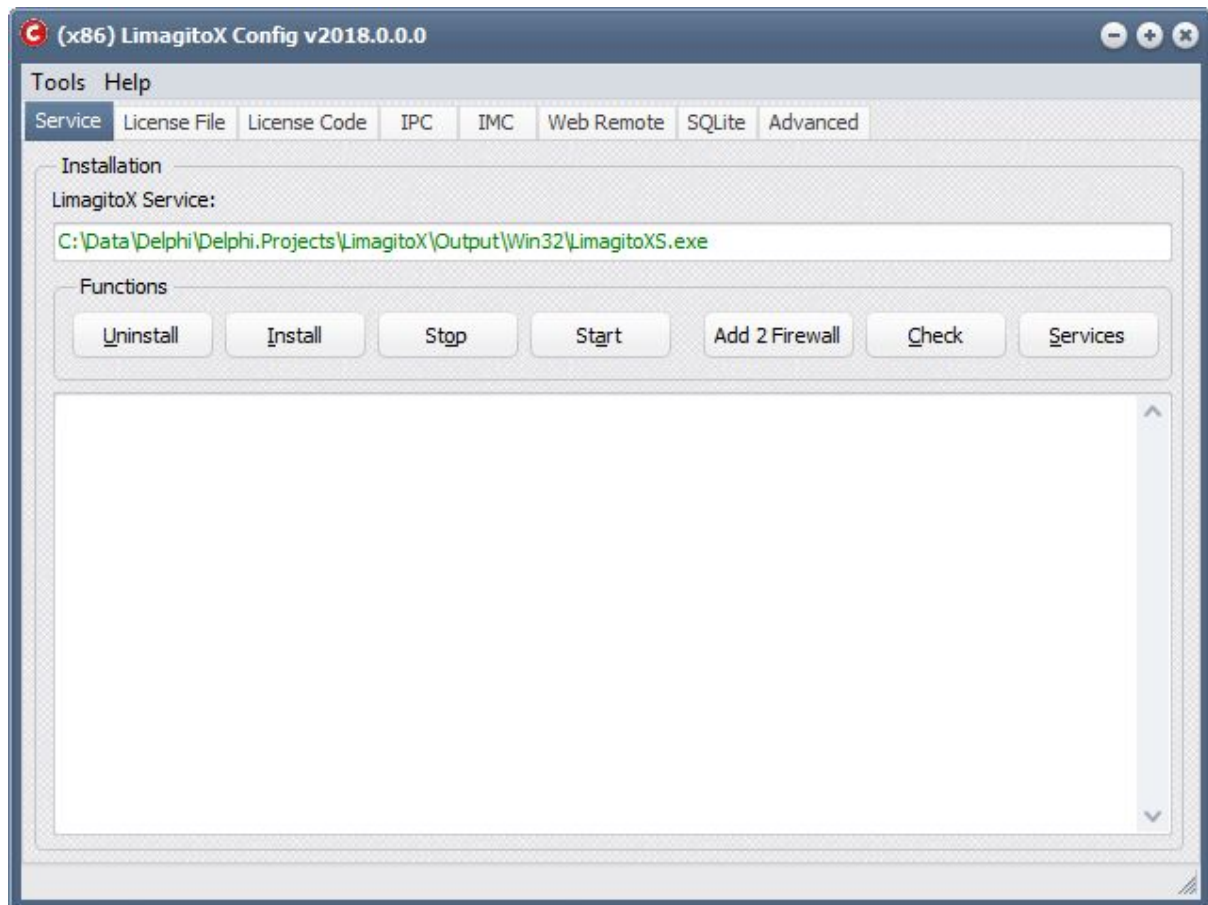 (x86) LimagitoX Config v2018.0.0.0
Tools Help
Service License File License Code IPC IMC Web Remote SQLite Advanced
Installation
LimagitoX Service:
C:\Data\Delphi\Delphi.Projects\LimagitoX\Output\Win32\LimagitoXS.exe
Functions
Uninstall Install Stop Start Add 2 Firewall Check Services